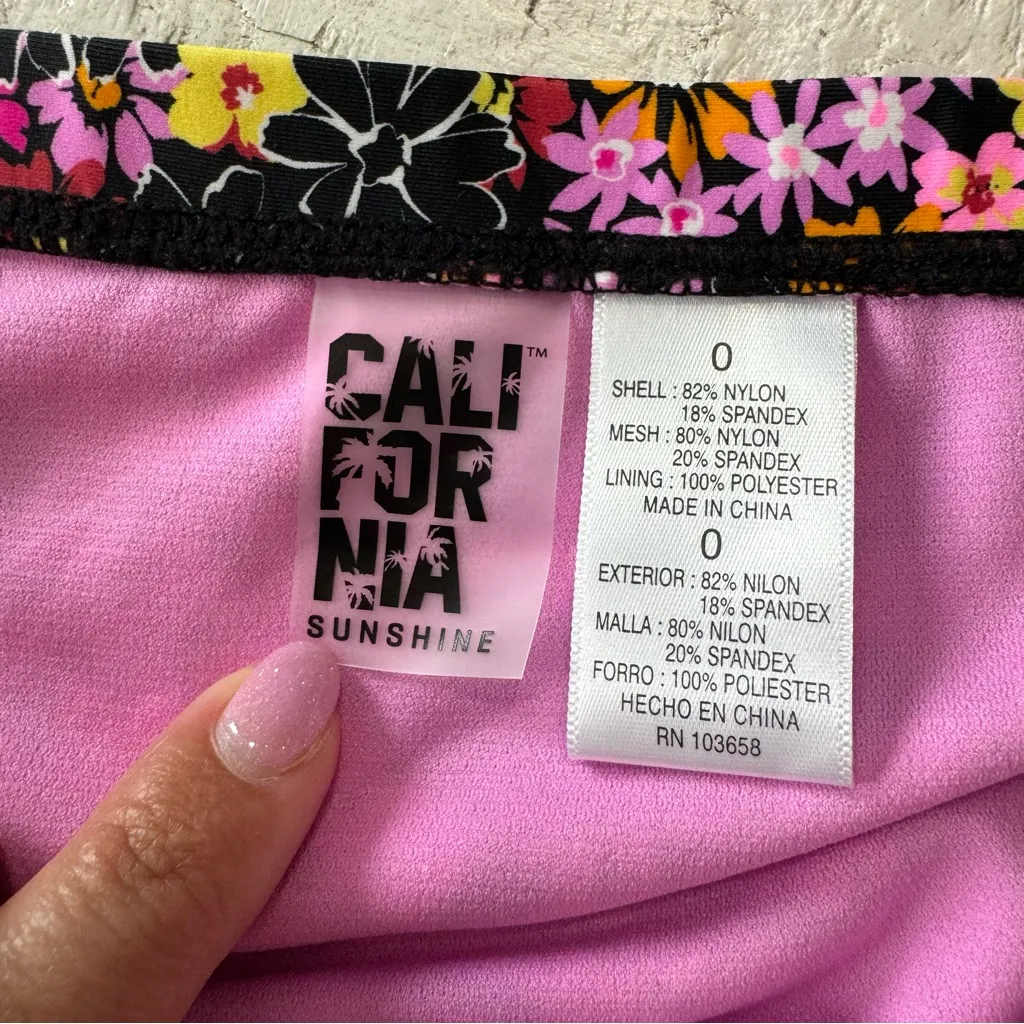 CALI™
FOR
NIA
SUNSHINE
0
SHELL : 82% NYLON
18% SPANDEX
MESH : 80% NYLON
20% SPANDEX
LINING : 100% POLYESTER
MADE IN CHINA
0
EXTERIOR : 82% NILON
18% SPANDEX
MALLA : 80% NILON
20% SPANDEX
FORRO : 100% POLIESTER
HECHO EN CHINA
RN 103658